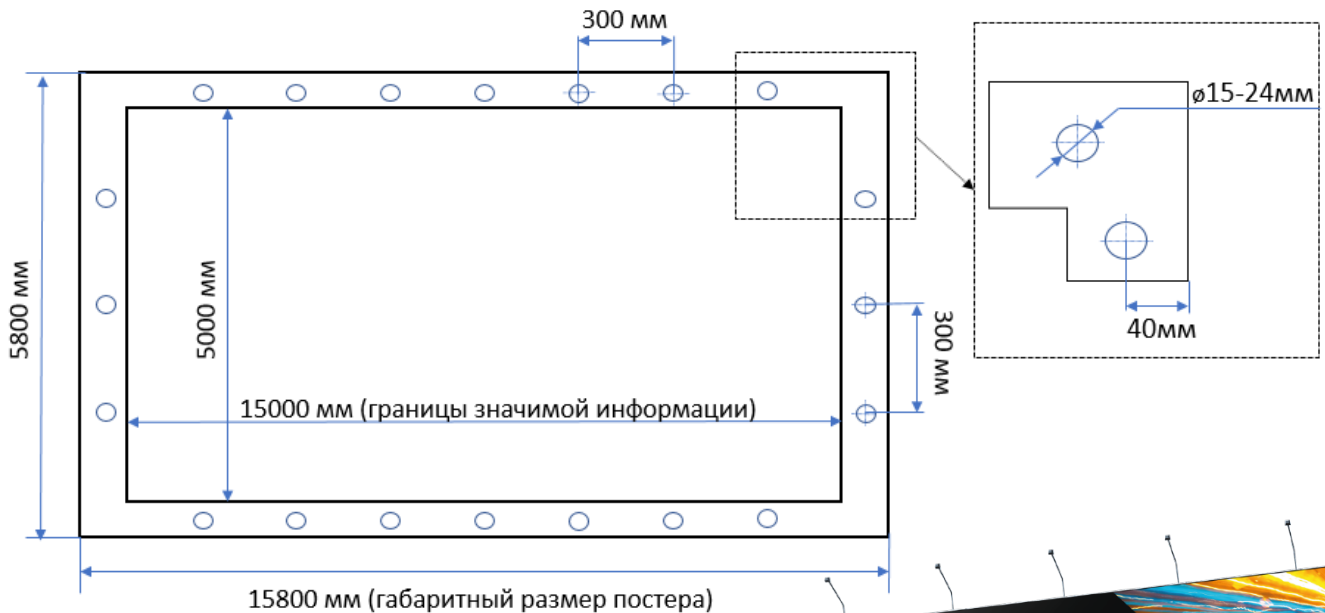 300 мм
ø15-24мм
5800 мм
5000 мм
300 мм
40мм
15000 мм (границы значимой информации)
15800 мм (габаритный размер постера)